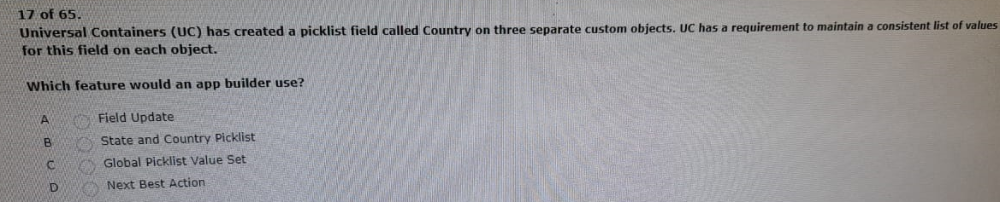 17 of 65.
Universal Containers (UC) has created a picklist field called Country on three separate custom objects. UC has a requirement to maintain a consistent list of values
for this field on each object.
Which feature would an app builder use?
A Field Update
B State and Country Picklist
C Global Picklist Value Set
D Next Best Action